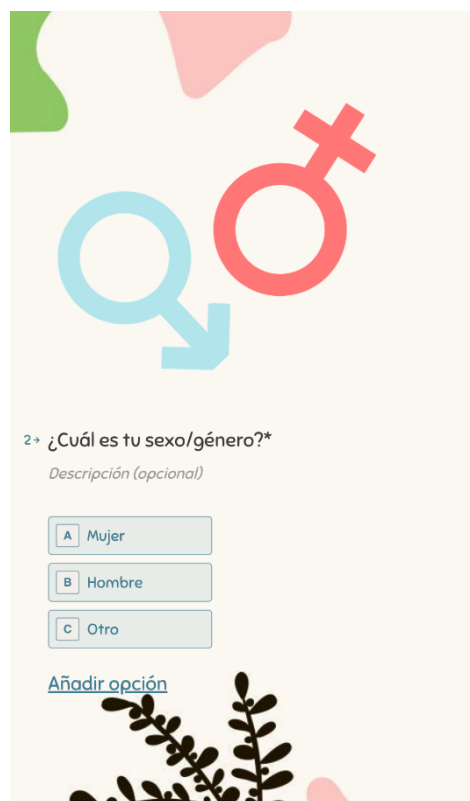 2→ ¿Cuál es tu sexo/género?*
Descripción (opcional)
A Mujer
B Hombre
C Otro
Añadir opción